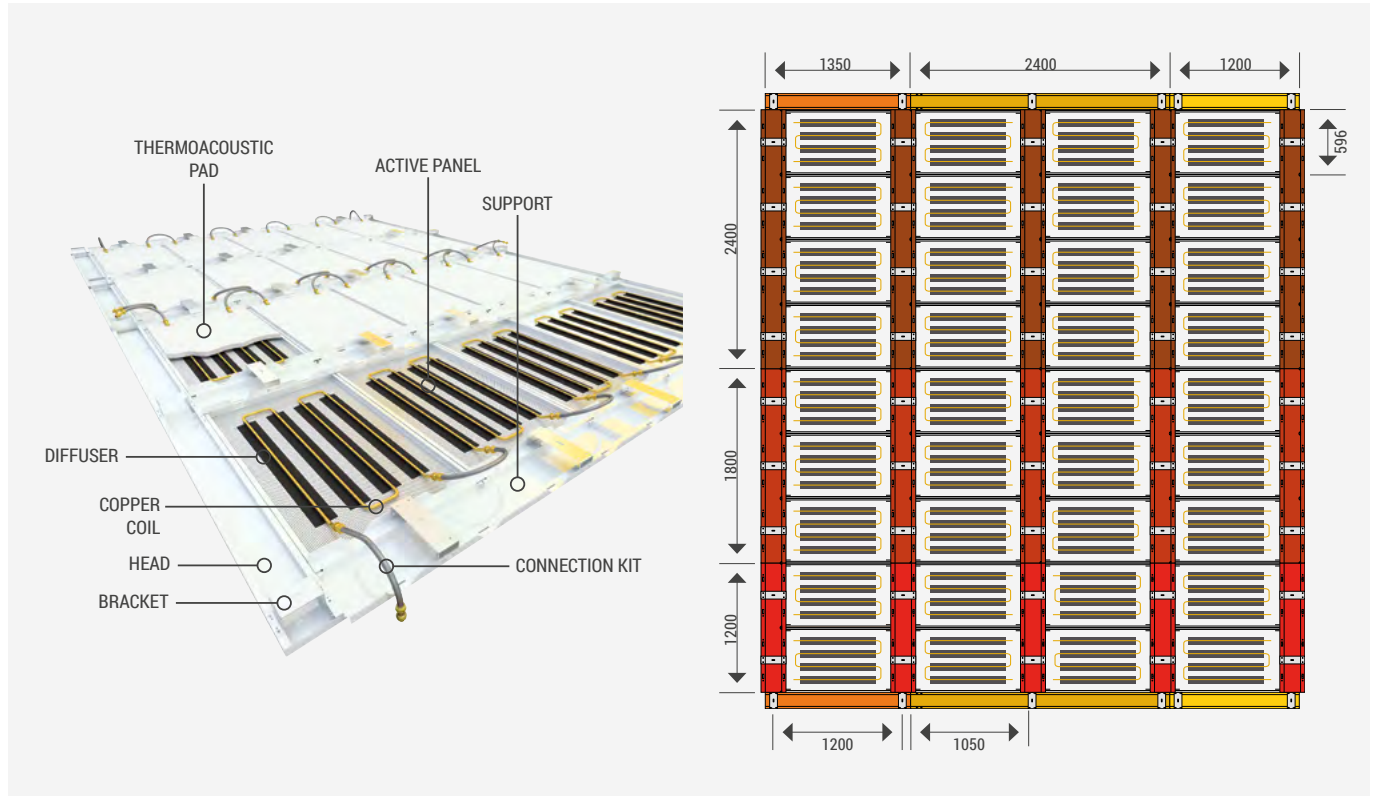 THERMOACOUSTIC
PAD
ACTIVE PANEL
SUPPORT
DIFFUSER
COPPER
COIL
HEAD
BRACKET
CONNECTION KIT
1350
2400
1200
596
2400
1800
1200
1200
1050